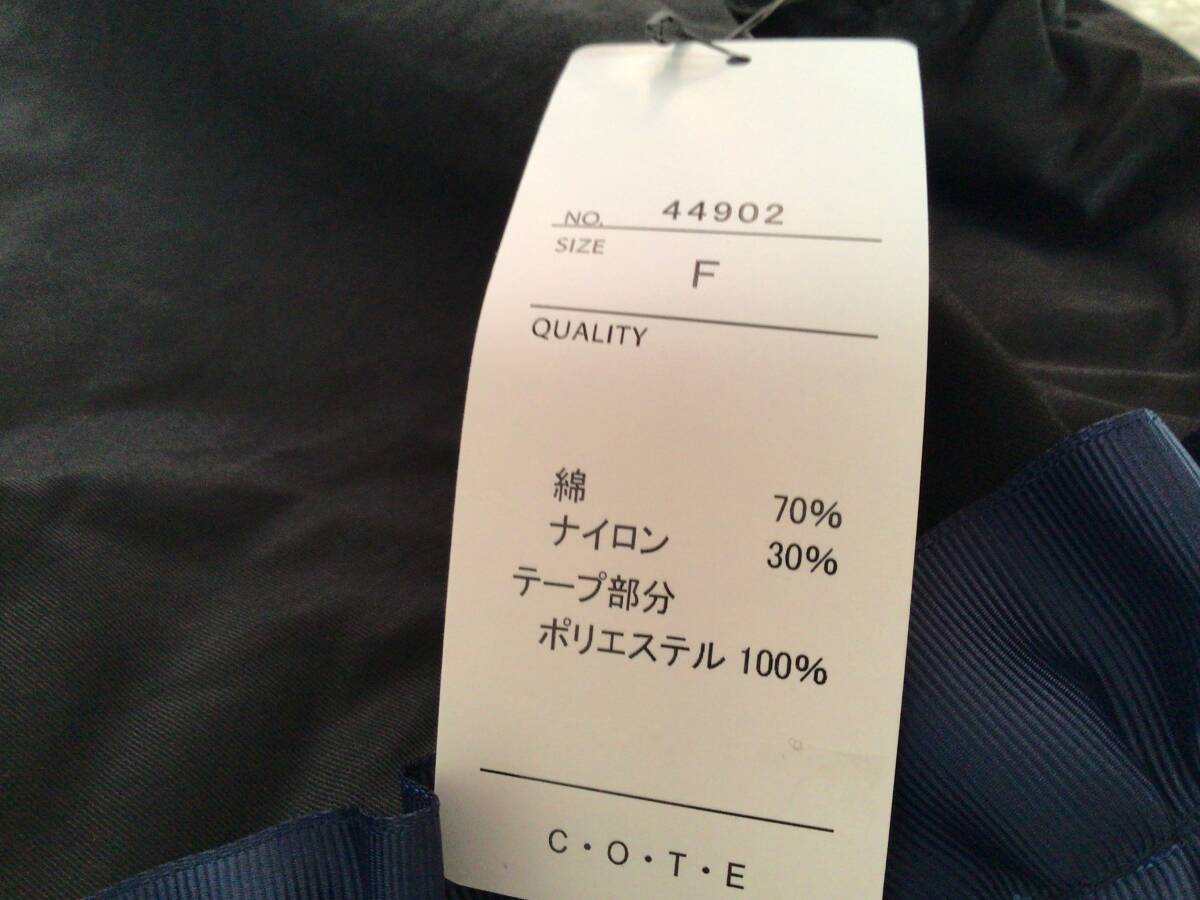 NO. 44902
SIZE
F
QUALITY
綿 70%
ナイロン 30%
テープ部分
ポリエステル 100%
C・O・T・E